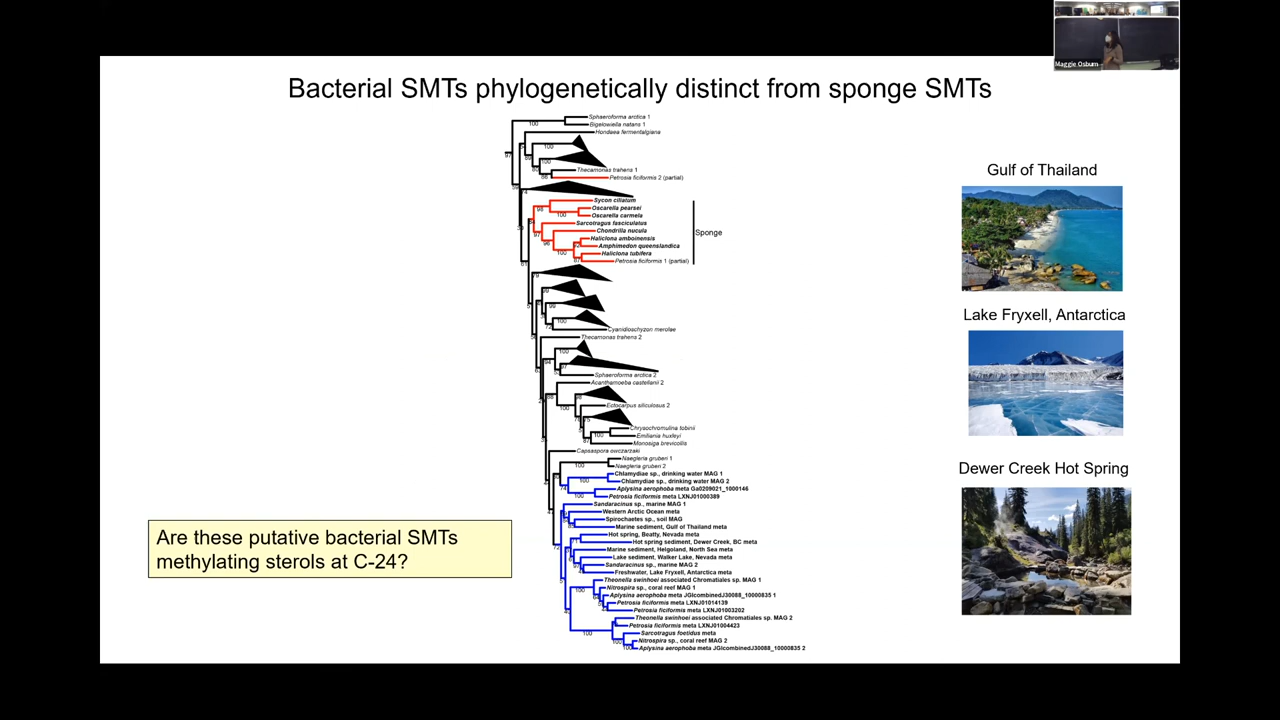 Maggie Osburn
Bacterial SMTs phylogenetically distinct from sponge SMTs
Sphaeroforma arctica 1
Bigelowiella natans 1
Hondaea fermentalgiana
Thecamonas trahens 1
Petrosia ficiformis 2 (partial)
Sycon ciliatum
Oscarella pearsei
Oscarella carmela
Sarcotragus fasciculatus
Chondrilla nucula
Haliclona amboinensis
Amphimedon queenslandica
Haliclona tubifera
Petrosia ficiformis 1 (partial)
Sponge
Cyanidioschyzon merolae
Thecamonas trahens 2
Sphaeroforma arctica 2
Acanthamoeba castellanii 2
Ectocarpus siliculosus 2
Chrysochromulina tobinii
Emiliania huxleyi
Monosiga brevicollis
Capsaspora owczarzaki
Naegleria gruberi 1
Naegleria gruberi 2
Chlamydiae sp., drinking water MAG 1
Chlamydiae sp., drinking water MAG 2
Aplysina aerophoba meta Ga0209021_1000146
Petrosia ficiformis meta LXNJ01000389
Sandaracinus sp., marine MAG 1
Western Arctic Ocean meta
Spirochaetes sp., soil MAG
Marine sediment, Gulf of Thailand meta
Hot spring, Beatty, Nevada meta
Hot spring sediment, Dewer Creek, BC meta
Marine sediment, Helgoland, North Sea meta
Lake sediment, Walker Lake, Nevada meta
Sandaracinus sp., marine MAG 2
Freshwater, Lake Fryxell, Antarctica meta
Theonella swinhoei associated Chromatiales sp. MAG 1
Nitrospira sp., coral reef MAG 1
Aplysina aerophoba meta JGIcombinedJ30088_10000835 1
Petrosia ficiformis meta LXNJ01014139
Petrosia ficiformis meta LXNJ01003202
Theonella swinhoei associated Chromatiales sp. MAG 2
Petrosia ficiformis meta LXNJ01004423
Sarcotragus foetidus meta
Nitrospira sp., coral reef MAG 2
Aplysina aerophoba meta JGIcombinedJ30088_10000835 2
Are these putative bacterial SMTs
methylating sterols at C-24?
Gulf of Thailand
Lake Fryxell, Antarctica
Dewer Creek Hot Spring